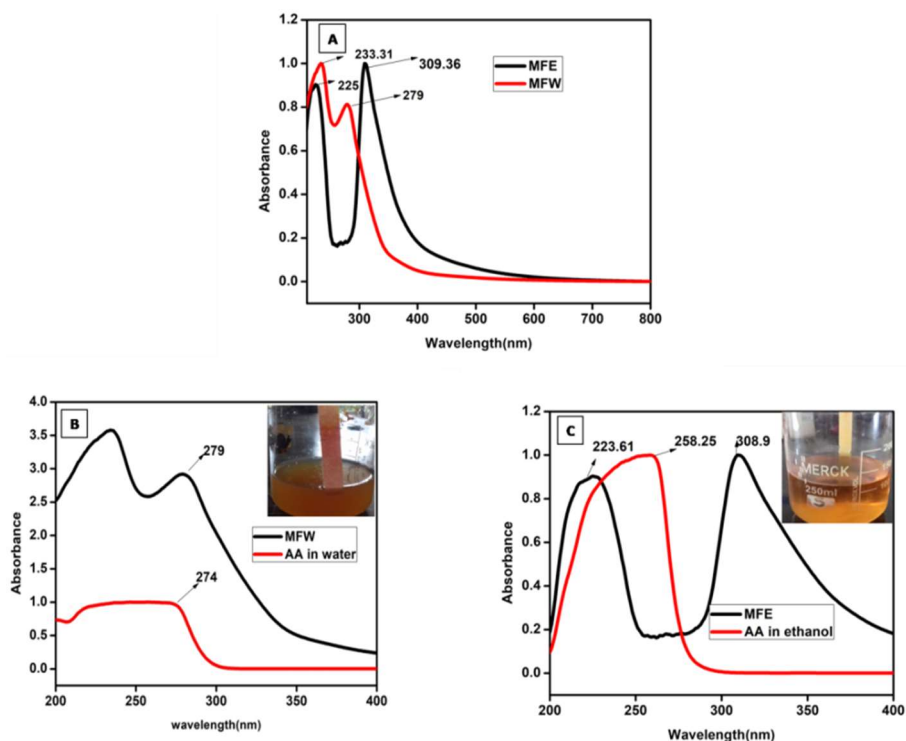 A
1.2
1.0
0.8
0.6
0.4
0.2
0.0
Absorbance
233.31
309.36
225
279
MFE
MFW
300 400 500 600 700 800
Wavelength(nm)
B
4.0
3.5
3.0
2.5
2.0
1.5
1.0
0.5
0.0
Absorbance
279
274
MFW
AA in water
200 250 300 350 400
wavelength(nm)
C
1.2
1.0
0.8
0.6
0.4
0.2
0.0
Absorbance
223.61
258.25
308.9
MERCK
250ml
MFE
AA in ethanol
200 250 300 350 400
Wavelength(nm)